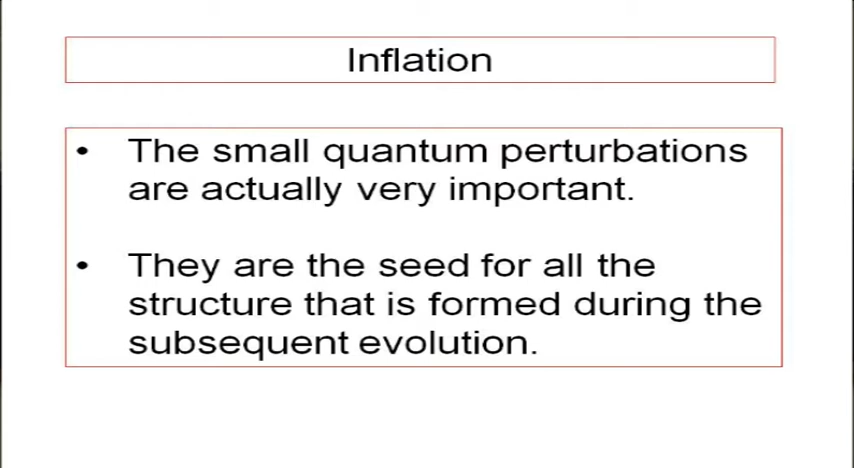 Inflation
• The small quantum perturbations
are actually very important.
• They are the seed for all the
structure that is formed during the
subsequent evolution.